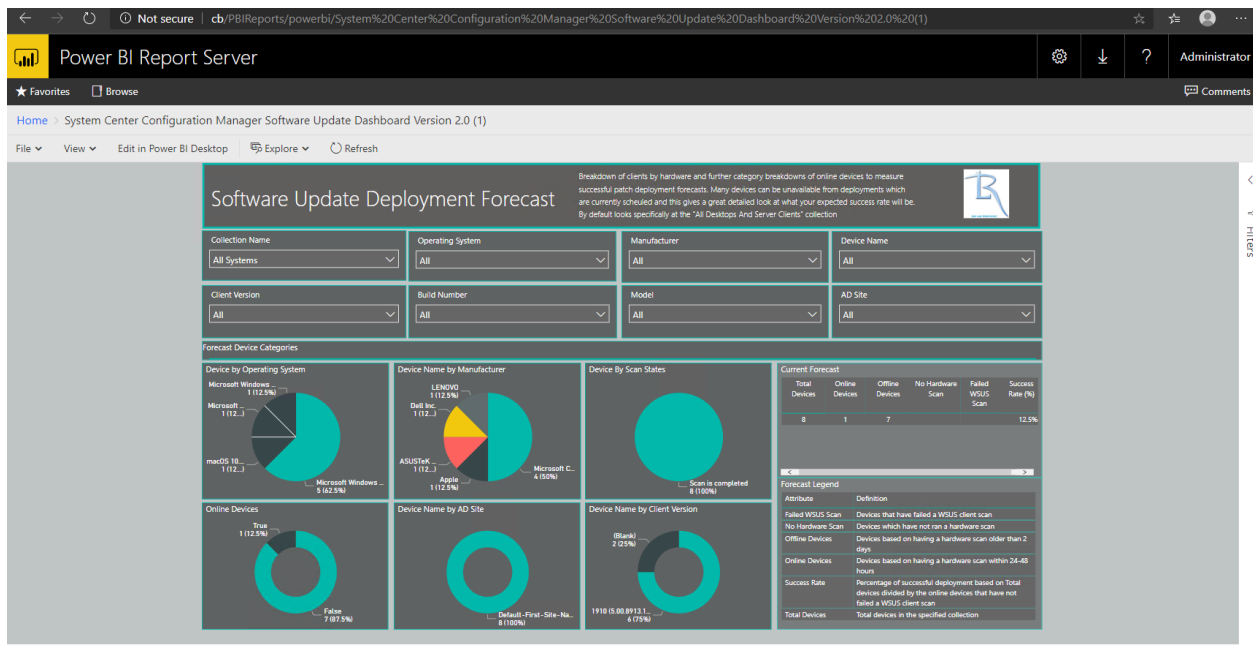 Not secure | cb/PBIReports/powerbi/System%20Center%20Configuration%20Manager%20Software%20Update%20Dashboard%20Version%202.0%20(1)
Power BI Report Server
Administrator
Favorites
Browse
Comments
Home > System Center Configuration Manager Software Update Dashboard Version 2.0 (1)
File
View
Edit in Power BI Desktop
Explore
Refresh
Filters
Software Update Deployment Forecast
Breakdown of clients by hardware and further category breakdowns of online devices to measure
successful patch deployment forecasts. Many devices can be unavailable from deployments which
are currently scheuled and this gives a great detailed look at what your expected success rate will be.
By default looks specifically at the "All Desktops And Server Clients" collection
Collection Name
All Systems
Operating System
All
Manufacturer
All
Device Name
All
Client Version
All
Build Number
All
Model
All
AD Site
All
Forecast Device Categories
Device by Operating System
Microsoft Windows ...
1 (12.5%)
Microsoft ...
1 (12...)
macOS 10...
1 (12...)
Microsoft Windows ...
5 (62.5%)
Device Name by Manufacturer
LENOVO
1 (12.5%)
Dell Inc.
1 (12...)
ASUSTeK ...
1 (12...)
Apple
1 (12.5%)
Microsoft C...
4 (50%)
Device By Scan States
Scan is completed
8 (100%)
Current Forecast
Total Devices
Online Devices
Offline Devices
No Hardware Scan
Failed WSUS Scan
Success Rate (%)
8 1 7 12.5%
Online Devices
True
1 (12.5%)
False
7 (87.5%)
Device Name by AD Site
Default-First-Site-Na...
8 (100%)
Device Name by Client Version
(Blank)
2 (25%)
1910 (5.00.8913.1...
6 (75%)
Forecast Legend
Attribute Definition
Failed WSUS Scan Devices that have failed a WSUS client scan
No Hardware Scan Devices which have not ran a hardware scan
Offline Devices Devices based on having a hardware scan older than 2
days
Online Devices Devices based on having a hardware scan within 24-48
hours
Success Rate Percentage of successful deployment based on Total
devices divided by the online devices that have not
failed a WSUS client scan
Total Devices Total devices in the specified collection